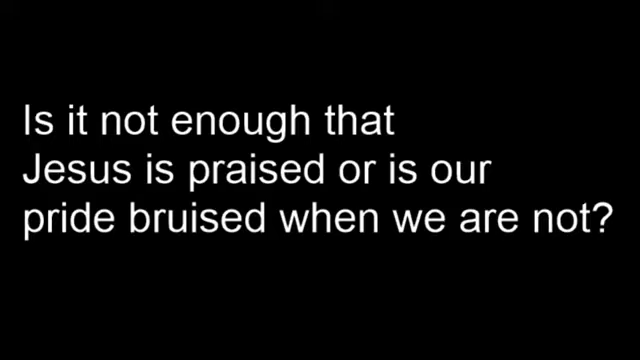 Is it not enough that
Jesus is praised or is our
pride bruised when we are not?